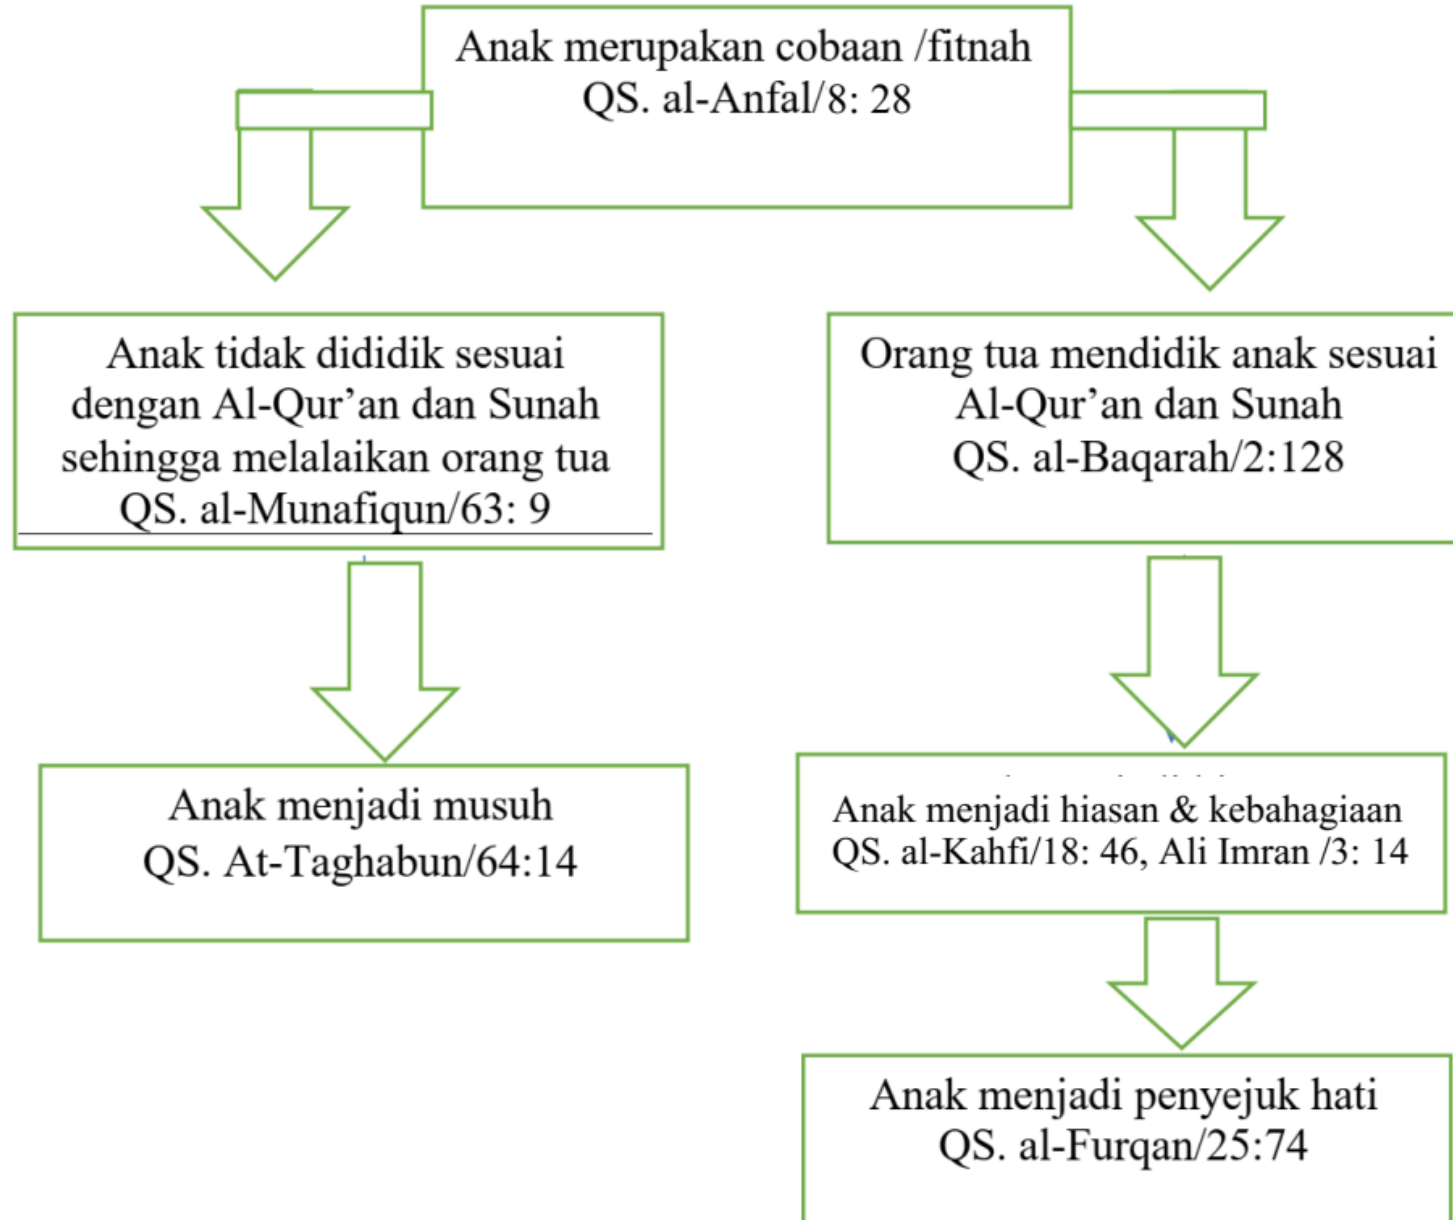 Anak merupakan cobaan /fitnah
QS. al-Anfal/8: 28
Anak tidak dididik sesuai
dengan Al-Qur’an dan Sunah
sehingga melalaikan orang tua
QS. al-Munafiqun/63: 9
Orang tua mendidik anak sesuai
Al-Qur’an dan Sunah
QS. al-Baqarah/2:128
Anak menjadi musuh
QS. At-Taghabun/64:14
Anak menjadi hiasan & kebahagiaan
QS. al-Kahfi/18: 46, Ali Imran /3: 14
Anak menjadi penyejuk hati
QS. al-Furqan/25:74